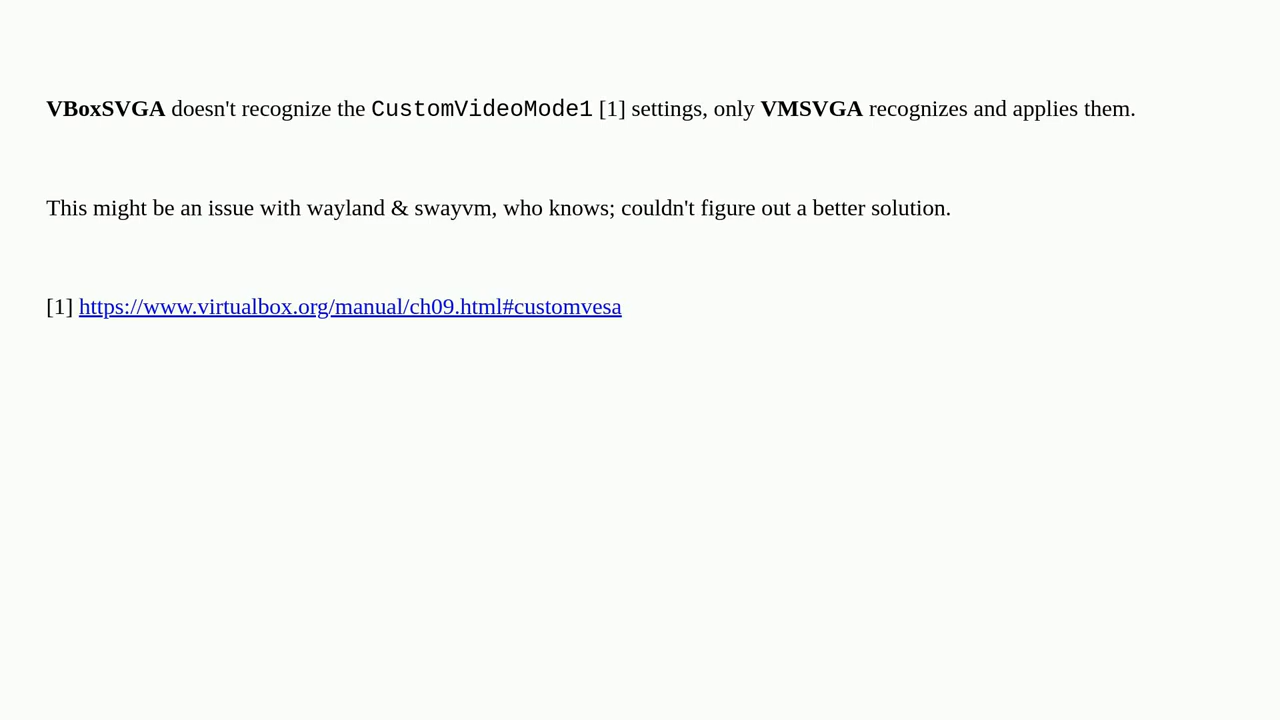 VBoxSVGA doesn't recognize the CustomVideoMode1 [1] settings, only VMSVGA recognizes and applies them.
This might be an issue with wayland & swayvm, who knows; couldn't figure out a better solution.
[1] https://www.virtualbox.org/manual/ch09.html#customvesa